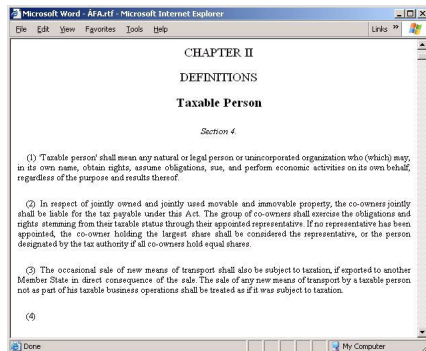 Microsoft Word - ÁFA.rtf - Microsoft Internet Explorer
File Edit View Favorites Tools Help Links »
CHAPTER II
DEFINITIONS
Taxable Person
Section 4.
(1) 'Taxable person' shall mean any natural or legal person or unincorporated organization who (which) may,
in its own name, obtain rights, assume obligations, sue, and perform economic activities on its own behalf,
regardless of the purpose and results thereof.
(2) In respect of jointly owned and jointly used movable and immovable property, the co-owners jointly
shall be liable for the tax payable under this Act. The group of co-owners shall exercise the obligations and
rights stemming from their taxable status through their appointed representative. If no representative has been
appointed, the co-owner holding the largest share shall be considered the representative, or the person
designated by the tax authority if all co-owners hold equal shares.
(3) The occasional sale of new means of transport shall also be subject to taxation, if exported to another
Member State in direct consequence of the sale. The sale of any new means of transport by a taxable person
not as part of his taxable business operations shall be treated as if it was subject to taxation.
(4)
Done My Computer